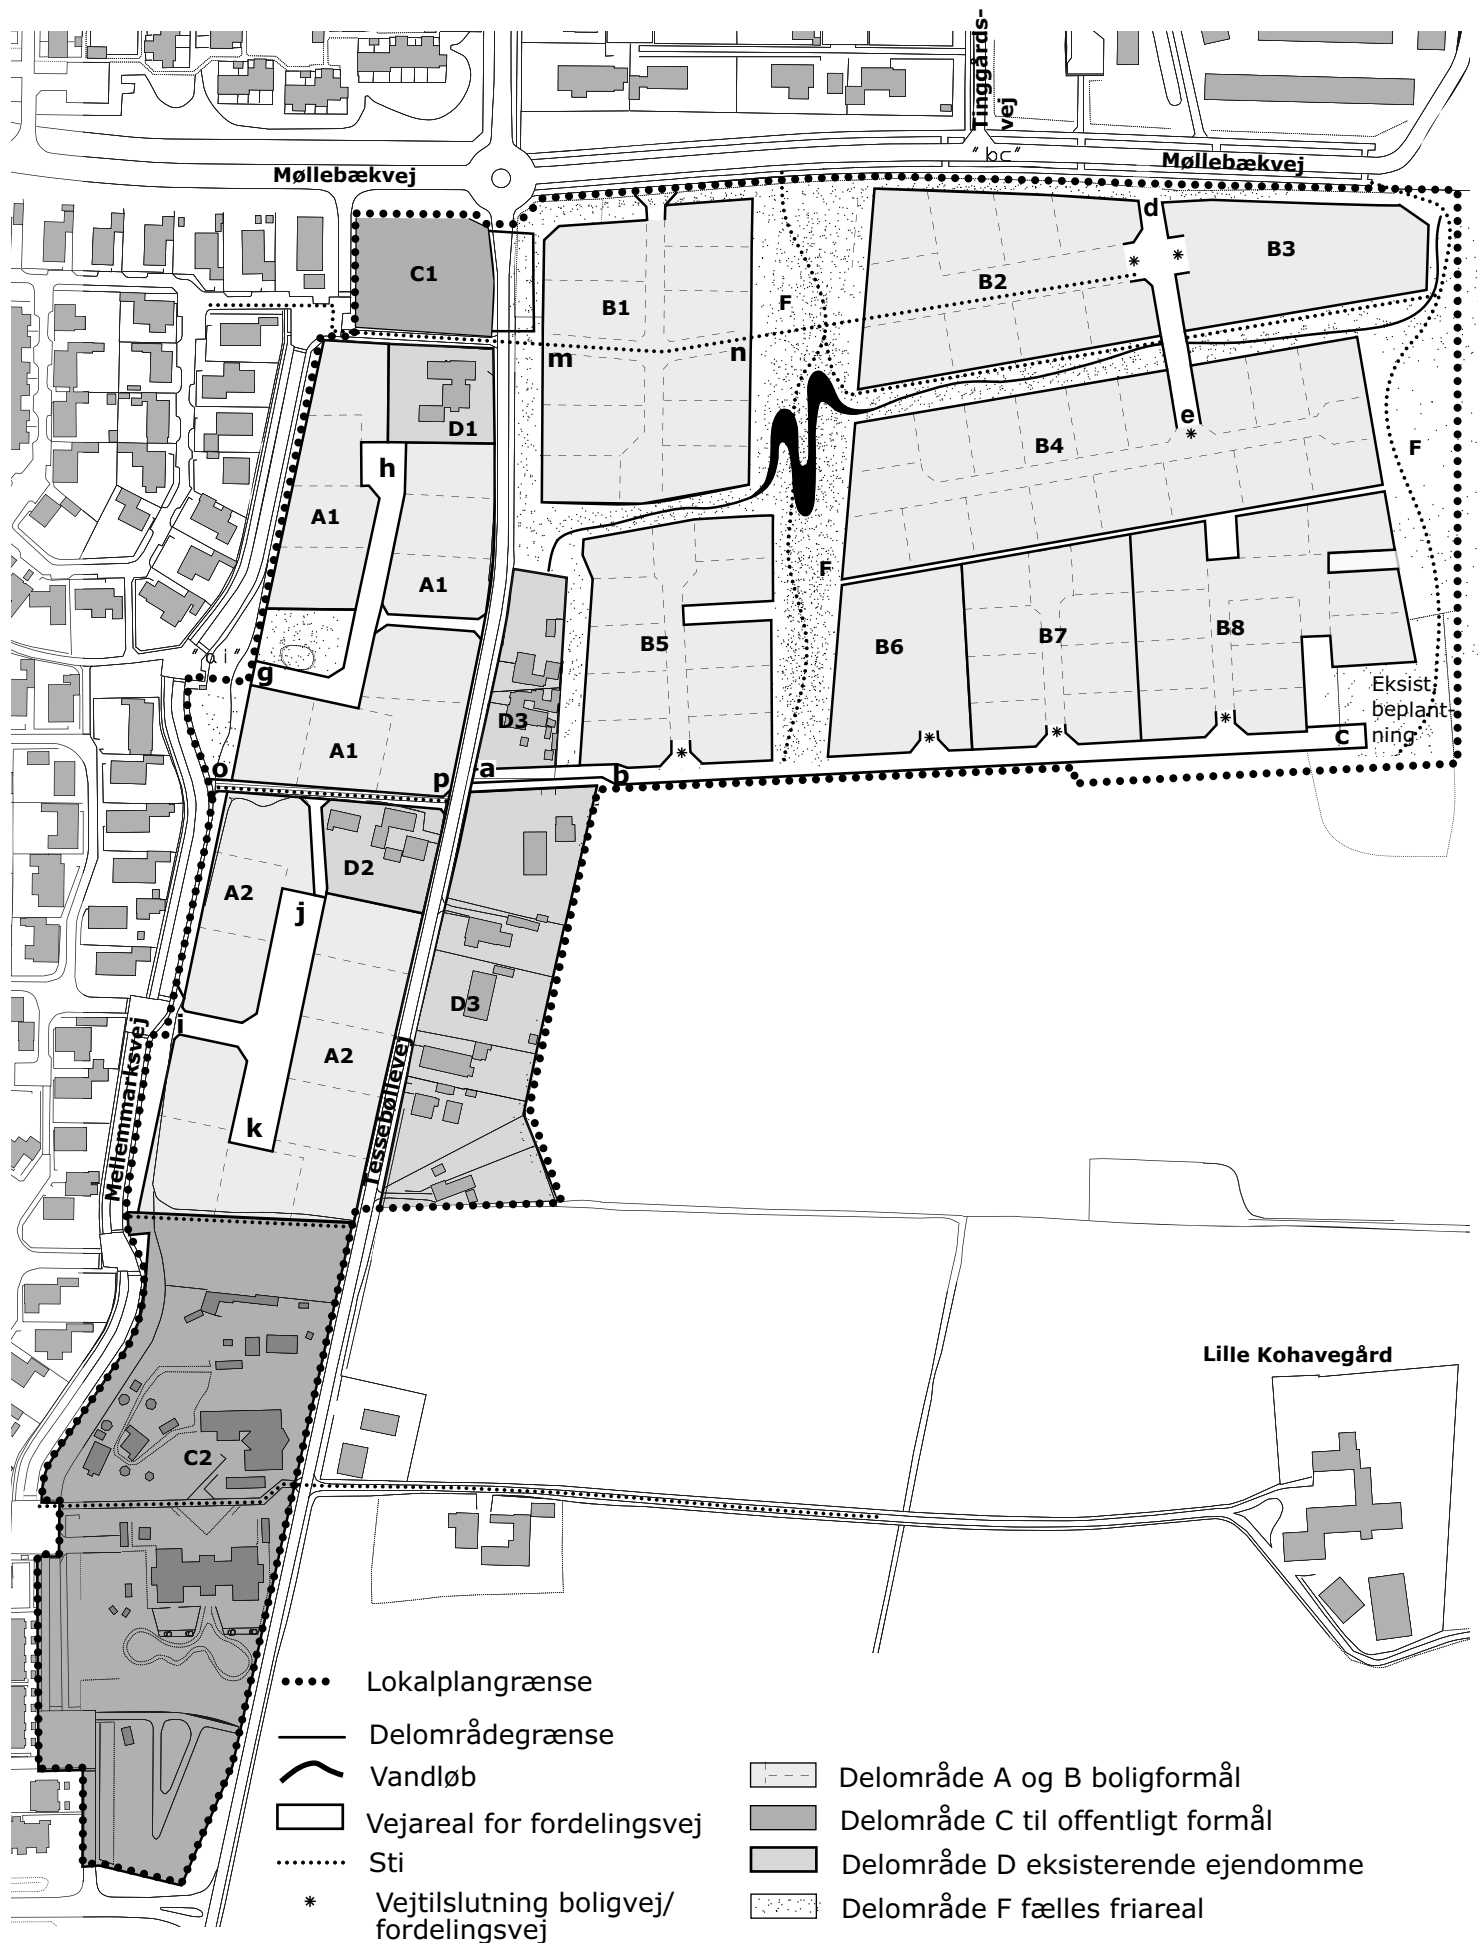 Tinggårds-
vej
"bc"
Møllebækvej
Møllebækvej
d
C1
B1
F
B2
B3
m
n
D1
h
e
B4
F
A1
A1
F
B5
B6
B7
B8
"ai"
g
Eksist.
beplant-
ning
D3
c
A1
o
p
a
b
D2
A2
j
D3
i
A2
k
Mellemmarksvej
Tessebøllevej
Lille Kohavegård
C2
Lokalplangrænse
Delområdegrænse
Vandløb
Vejareal for fordelingsvej
Sti
Vejtilslutning boligvej/
fordelingsvej
Delområde A og B boligformål
Delområde C til offentligt formål
Delområde D eksisterende ejendomme
Delområde F fælles friareal